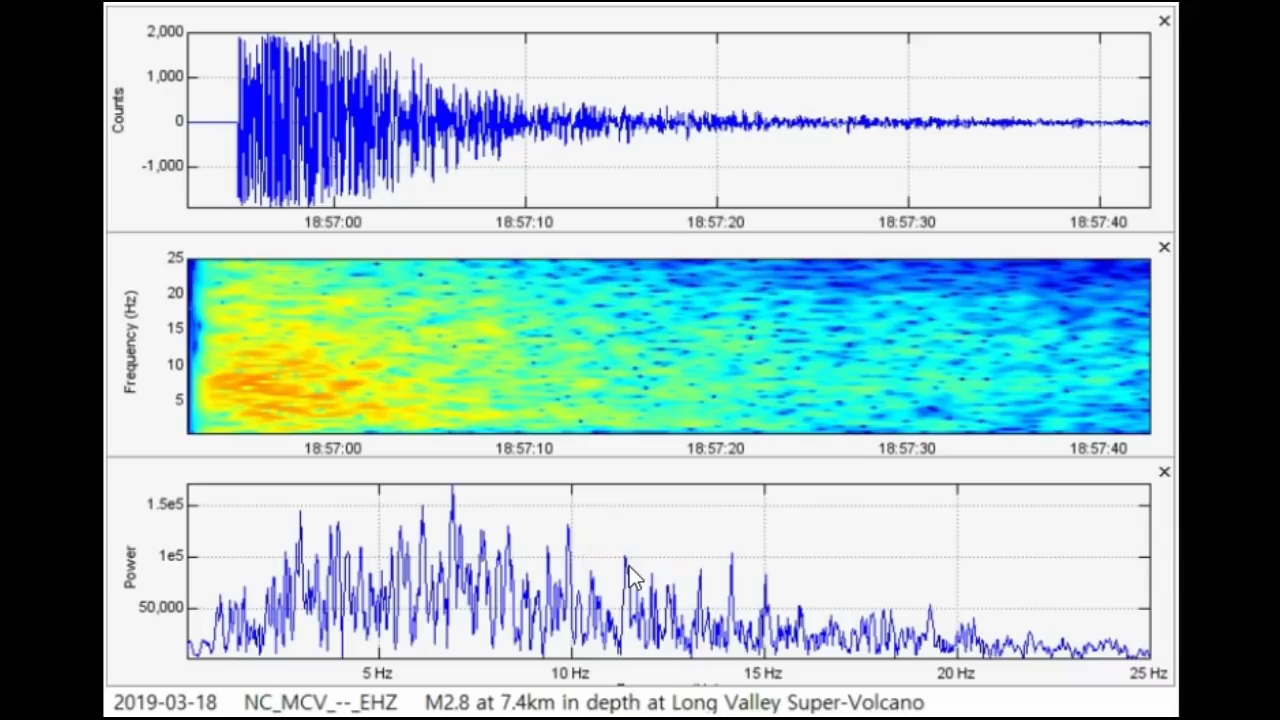 ×
2,000
1,000
0
-1,000
Counts
18:57:00 18:57:10 18:57:20 18:57:30 18:57:40
×
25
20
15
10
5
Frequency (Hz)
18:57:00 18:57:10 18:57:20 18:57:30 18:57:40
×
1.5e5
1e5
50,000
Power
5 Hz 10 Hz 15 Hz 20 Hz 25 Hz
2019-03-18 NC_MCV_--_EHZ M2.8 at 7.4km in depth at Long Valley Super-Volcano